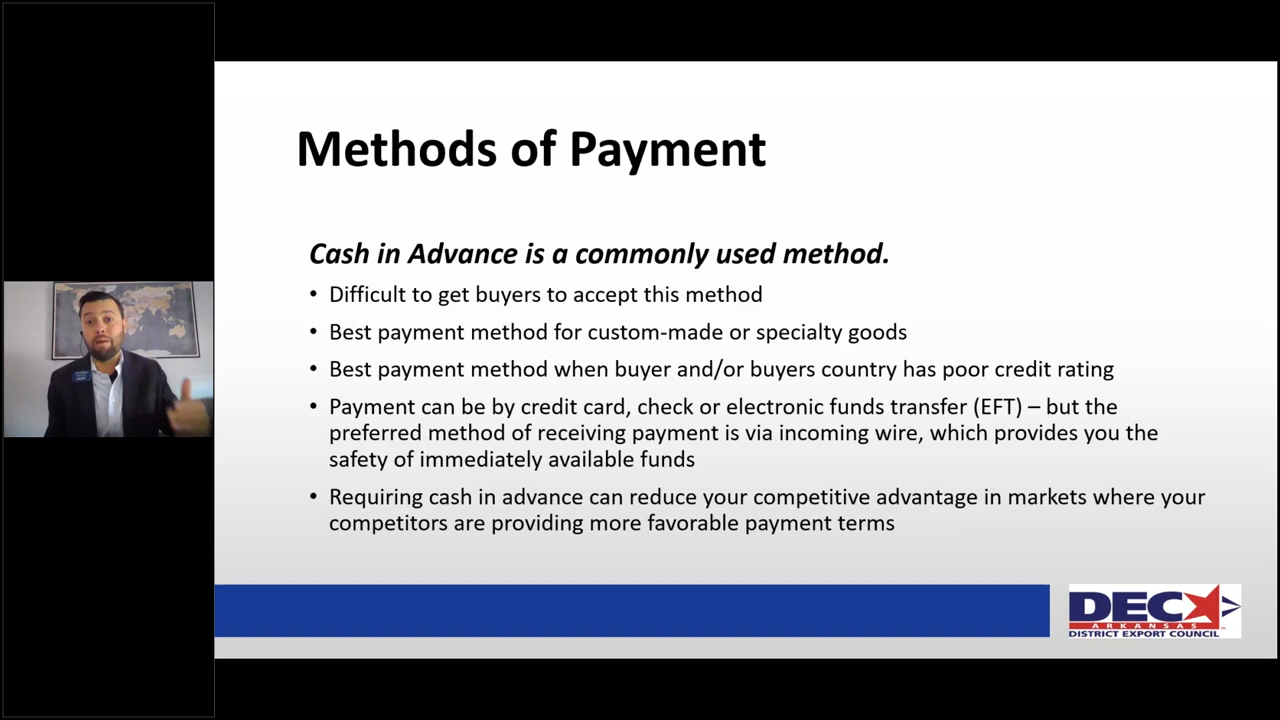 Methods of Payment
Cash in Advance is a commonly used method.
• Difficult to get buyers to accept this method
• Best payment method for custom-made or specialty goods
• Best payment method when buyer and/or buyers country has poor credit rating
• Payment can be by credit card, check or electronic funds transfer (EFT) – but the
preferred method of receiving payment is via incoming wire, which provides you the
safety of immediately available funds
• Requiring cash in advance can reduce your competitive advantage in markets where your
competitors are providing more favorable payment terms
DEC
ARKANSAS
DISTRICT EXPORT COUNCIL